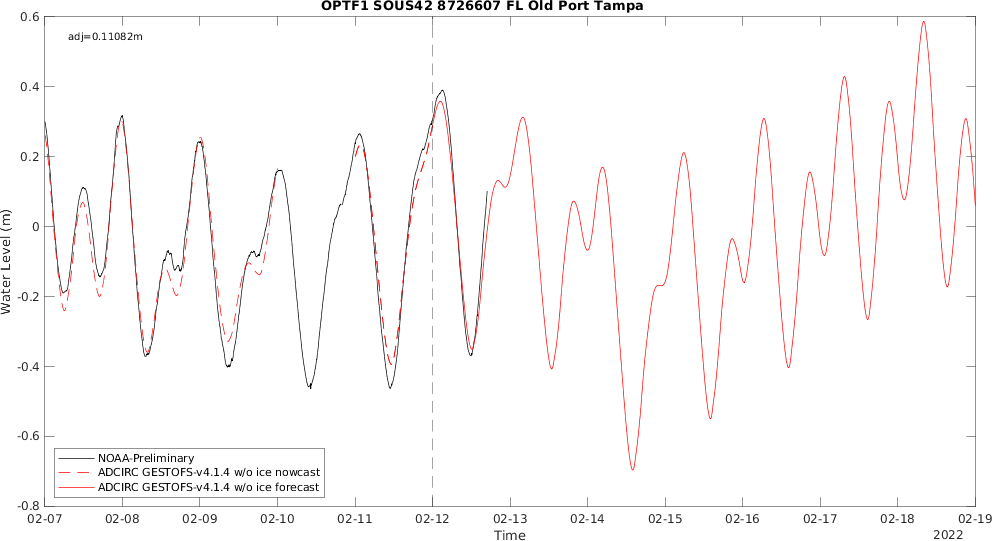 OPTF1 SOUS42 8726607 FL Old Port Tampa
adj=0.11082m
0.6
0.4
0.2
0
-0.2
-0.4
-0.6
-0.8
Water Level (m)
NOAA-Preliminary
ADCIRC GESTOFS-v4.1.4 w/o ice nowcast
ADCIRC GESTOFS-v4.1.4 w/o ice forecast
02-07 02-08 02-09 02-10 02-11 02-12 02-13 02-14 02-15 02-16 02-17 02-18 02-19
Time
2022